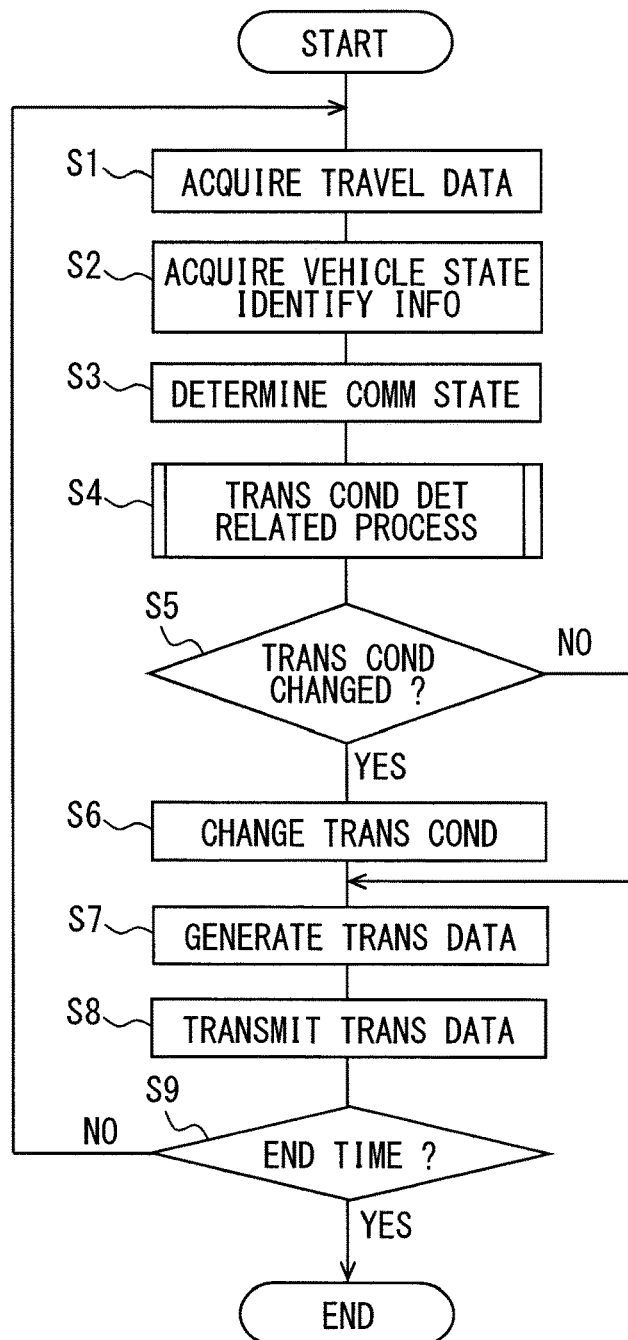 START
S1
ACQUIRE TRAVEL DATA
S2
ACQUIRE VEHICLE STATE
IDENTIFY INFO
S3
DETERMINE COMM STATE
S4
TRANS COND DET
RELATED PROCESS
S5
TRANS COND
CHANGED ?
NO
YES
S6
CHANGE TRANS COND
S7
GENERATE TRANS DATA
S8
TRANSMIT TRANS DATA
S9
NO
END TIME ?
YES
END